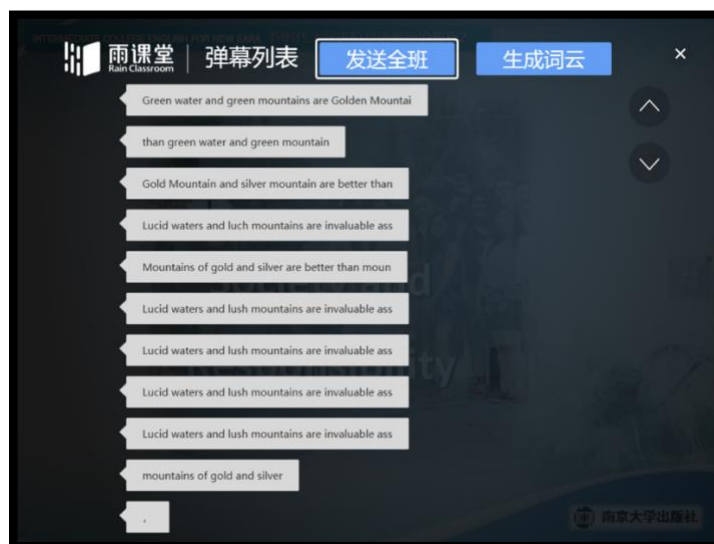 雨课堂
Rain Classroom
弹幕列表
发送全班
生成词云
×
Green water and green mountains are Golden Mountai
than green water and green mountain
Gold Mountain and silver mountain are better than
Lucid waters and luch mountains are invaluable ass
Mountains of gold and silver are better than moun
Lucid waters and lush mountains are invaluable ass
Lucid waters and lush mountains are invaluable ass
Lucid waters and lush mountains are invaluable ass
Lucid waters and lush mountains are invaluable ass
mountains of gold and silver
,
Society and
Responsibility
南京大学出版社